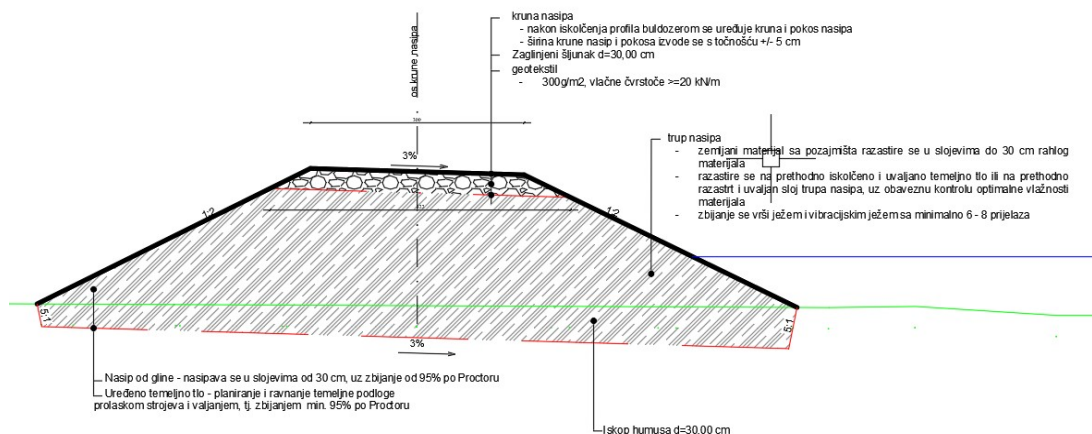 kruna nasipa
- nakon iskolčenja profila buldozerom se uređuje kruna i pokos nasipa
- širina krune nasip i pokosa izvode se s točnošću +/- 5 cm
Zaglinjeni šljunak d=30,00 cm
geotekstil
- 300g/m2, vlačne čvrstoće >=20 kN/m
os krune nasipa
trup nasipa
- zemljani materijal sa pozajmišta razastire se u slojevima do 30 cm rahlog
materijala
- razastire se na prethodno iskolčeno i uvaljano temeljno tlo ili na prethodno
razastrt i uvaljan sloj trupa nasipa, uz obaveznu kontrolu optimalne vlažnosti
materijala
- zbijanje se vrši ježem i vibracijskim ježem sa minimalno 6 - 8 prijelaza
3%
1:2
1:2
5:1
5:1
3%
Nasip od gline - nasipava se u slojevima od 30 cm, uz zbijanje od 95% po Proctoru
Uređeno temeljno tlo - planiranje i ravnanje temeljne podloge
prolaskom strojeva i valjanjem, tj. zbijanjem min. 95% po Proctoru
Iskop humusa d=30,00 cm